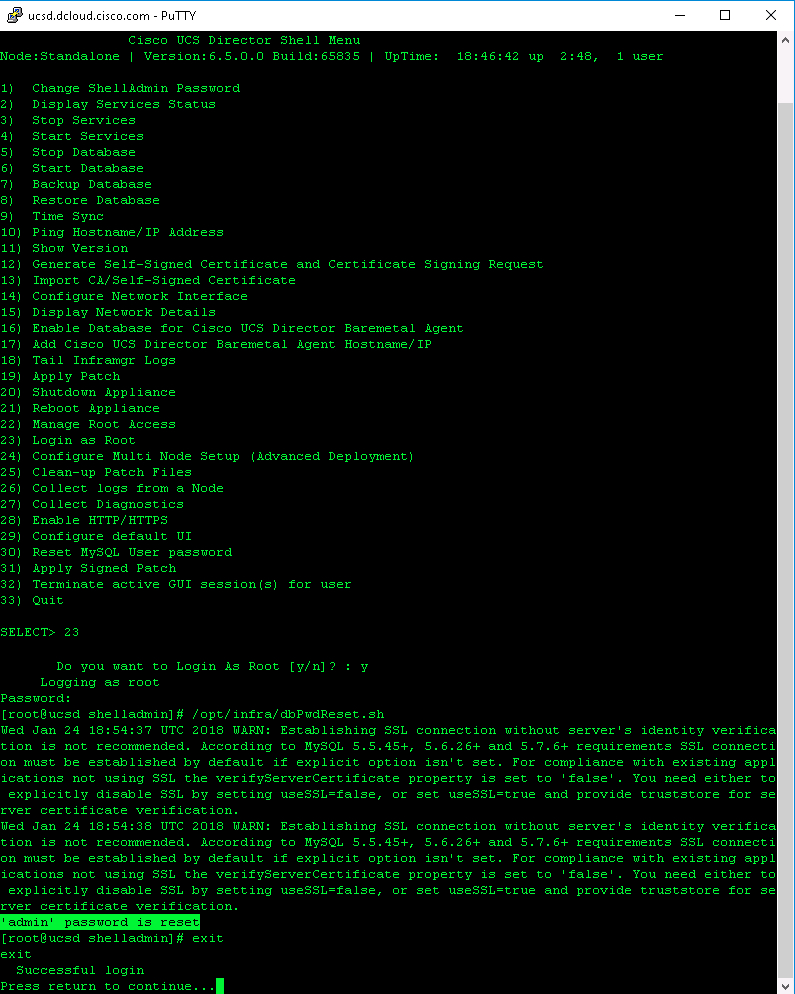 ucsd.dcloud.cisco.com - PuTTY
Cisco UCS Director Shell Menu
Node:Standalone | Version:6.5.0.0 Build:65835 | UpTime:  18:46:42 up  2:48,  1 user
1)  Change ShellAdmin Password
2)  Display Services Status
3)  Stop Services
4)  Start Services
5)  Stop Database
6)  Start Database
7)  Backup Database
8)  Restore Database
9)  Time Sync
10) Ping Hostname/IP Address
11) Show Version
12) Generate Self-Signed Certificate and Certificate Signing Request
13) Import CA/Self-Signed Certificate
14) Configure Network Interface
15) Display Network Details
16) Enable Database for Cisco UCS Director Baremetal Agent
17) Add Cisco UCS Director Baremetal Agent Hostname/IP
18) Tail Inframgr Logs
19) Apply Patch
20) Shutdown Appliance
21) Reboot Appliance
22) Manage Root Access
23) Login as Root
24) Configure Multi Node Setup (Advanced Deployment)
25) Clean-up Patch Files
26) Collect logs from a Node
27) Collect Diagnostics
28) Enable HTTP/HTTPS
29) Configure default UI
30) Reset MySQL User password
31) Apply Signed Patch
32) Terminate active GUI session(s) for user
33) Quit
SELECT> 23
Do you want to Login As Root [y/n]? : y
Logging as root
Password:
[root@ucsd shelladmin]# /opt/infra/dbPwdReset.sh
Wed Jan 24 18:54:37 UTC 2018 WARN: Establishing SSL connection without server's identity verifica
tion is not recommended. According to MySQL 5.5.45+, 5.6.26+ and 5.7.6+ requirements SSL connecti
on must be established by default if explicit option isn't set. For compliance with existing appl
ications not using SSL the verifyServerCertificate property is set to 'false'. You need either to
explicitly disable SSL by setting useSSL=false, or set useSSL=true and provide truststore for se
rver certificate verification.
Wed Jan 24 18:54:38 UTC 2018 WARN: Establishing SSL connection without server's identity verifica
tion is not recommended. According to MySQL 5.5.45+, 5.6.26+ and 5.7.6+ requirements SSL connecti
on must be established by default if explicit option isn't set. For compliance with existing appl
ications not using SSL the verifyServerCertificate property is set to 'false'. You need either to
explicitly disable SSL by setting useSSL=false, or set useSSL=true and provide truststore for se
rver certificate verification.
'admin' password is reset
[root@ucsd shelladmin]# exit
exit
Successful login
Press return to continue...